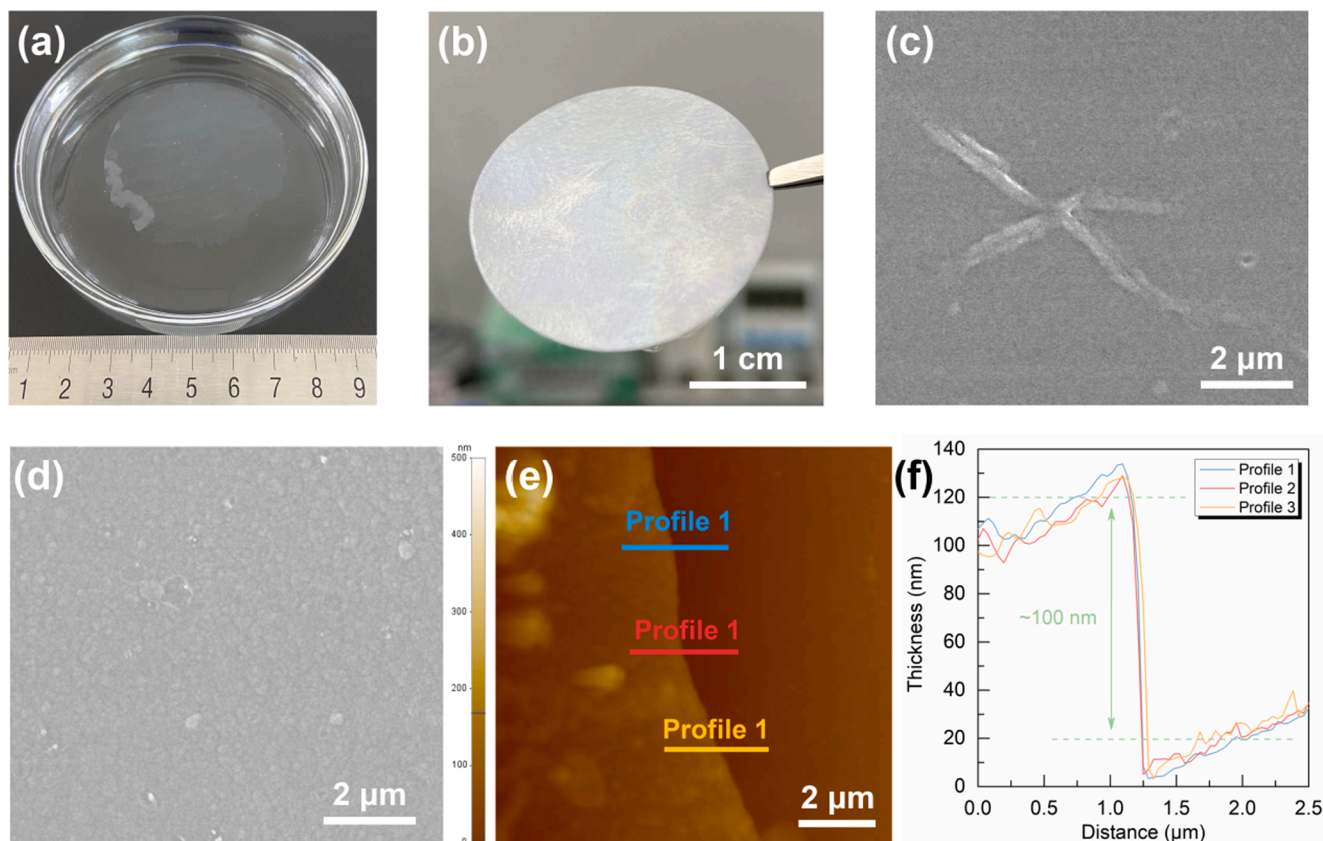 (a)
1 2 3 4 5 6 7 8 9
(b)
1 cm
(c)
2 μm
(d)
2 μm
nm
500
400
300
200
100
0
(e)
Profile 1
Profile 1
Profile 1
2 μm
(f)
140
120
100
80
60
40
20
0
Thickness (nm)
Profile 1
Profile 2
Profile 3
~100 nm
0.0 0.5 1.0 1.5 2.0 2.5
Distance (μm)